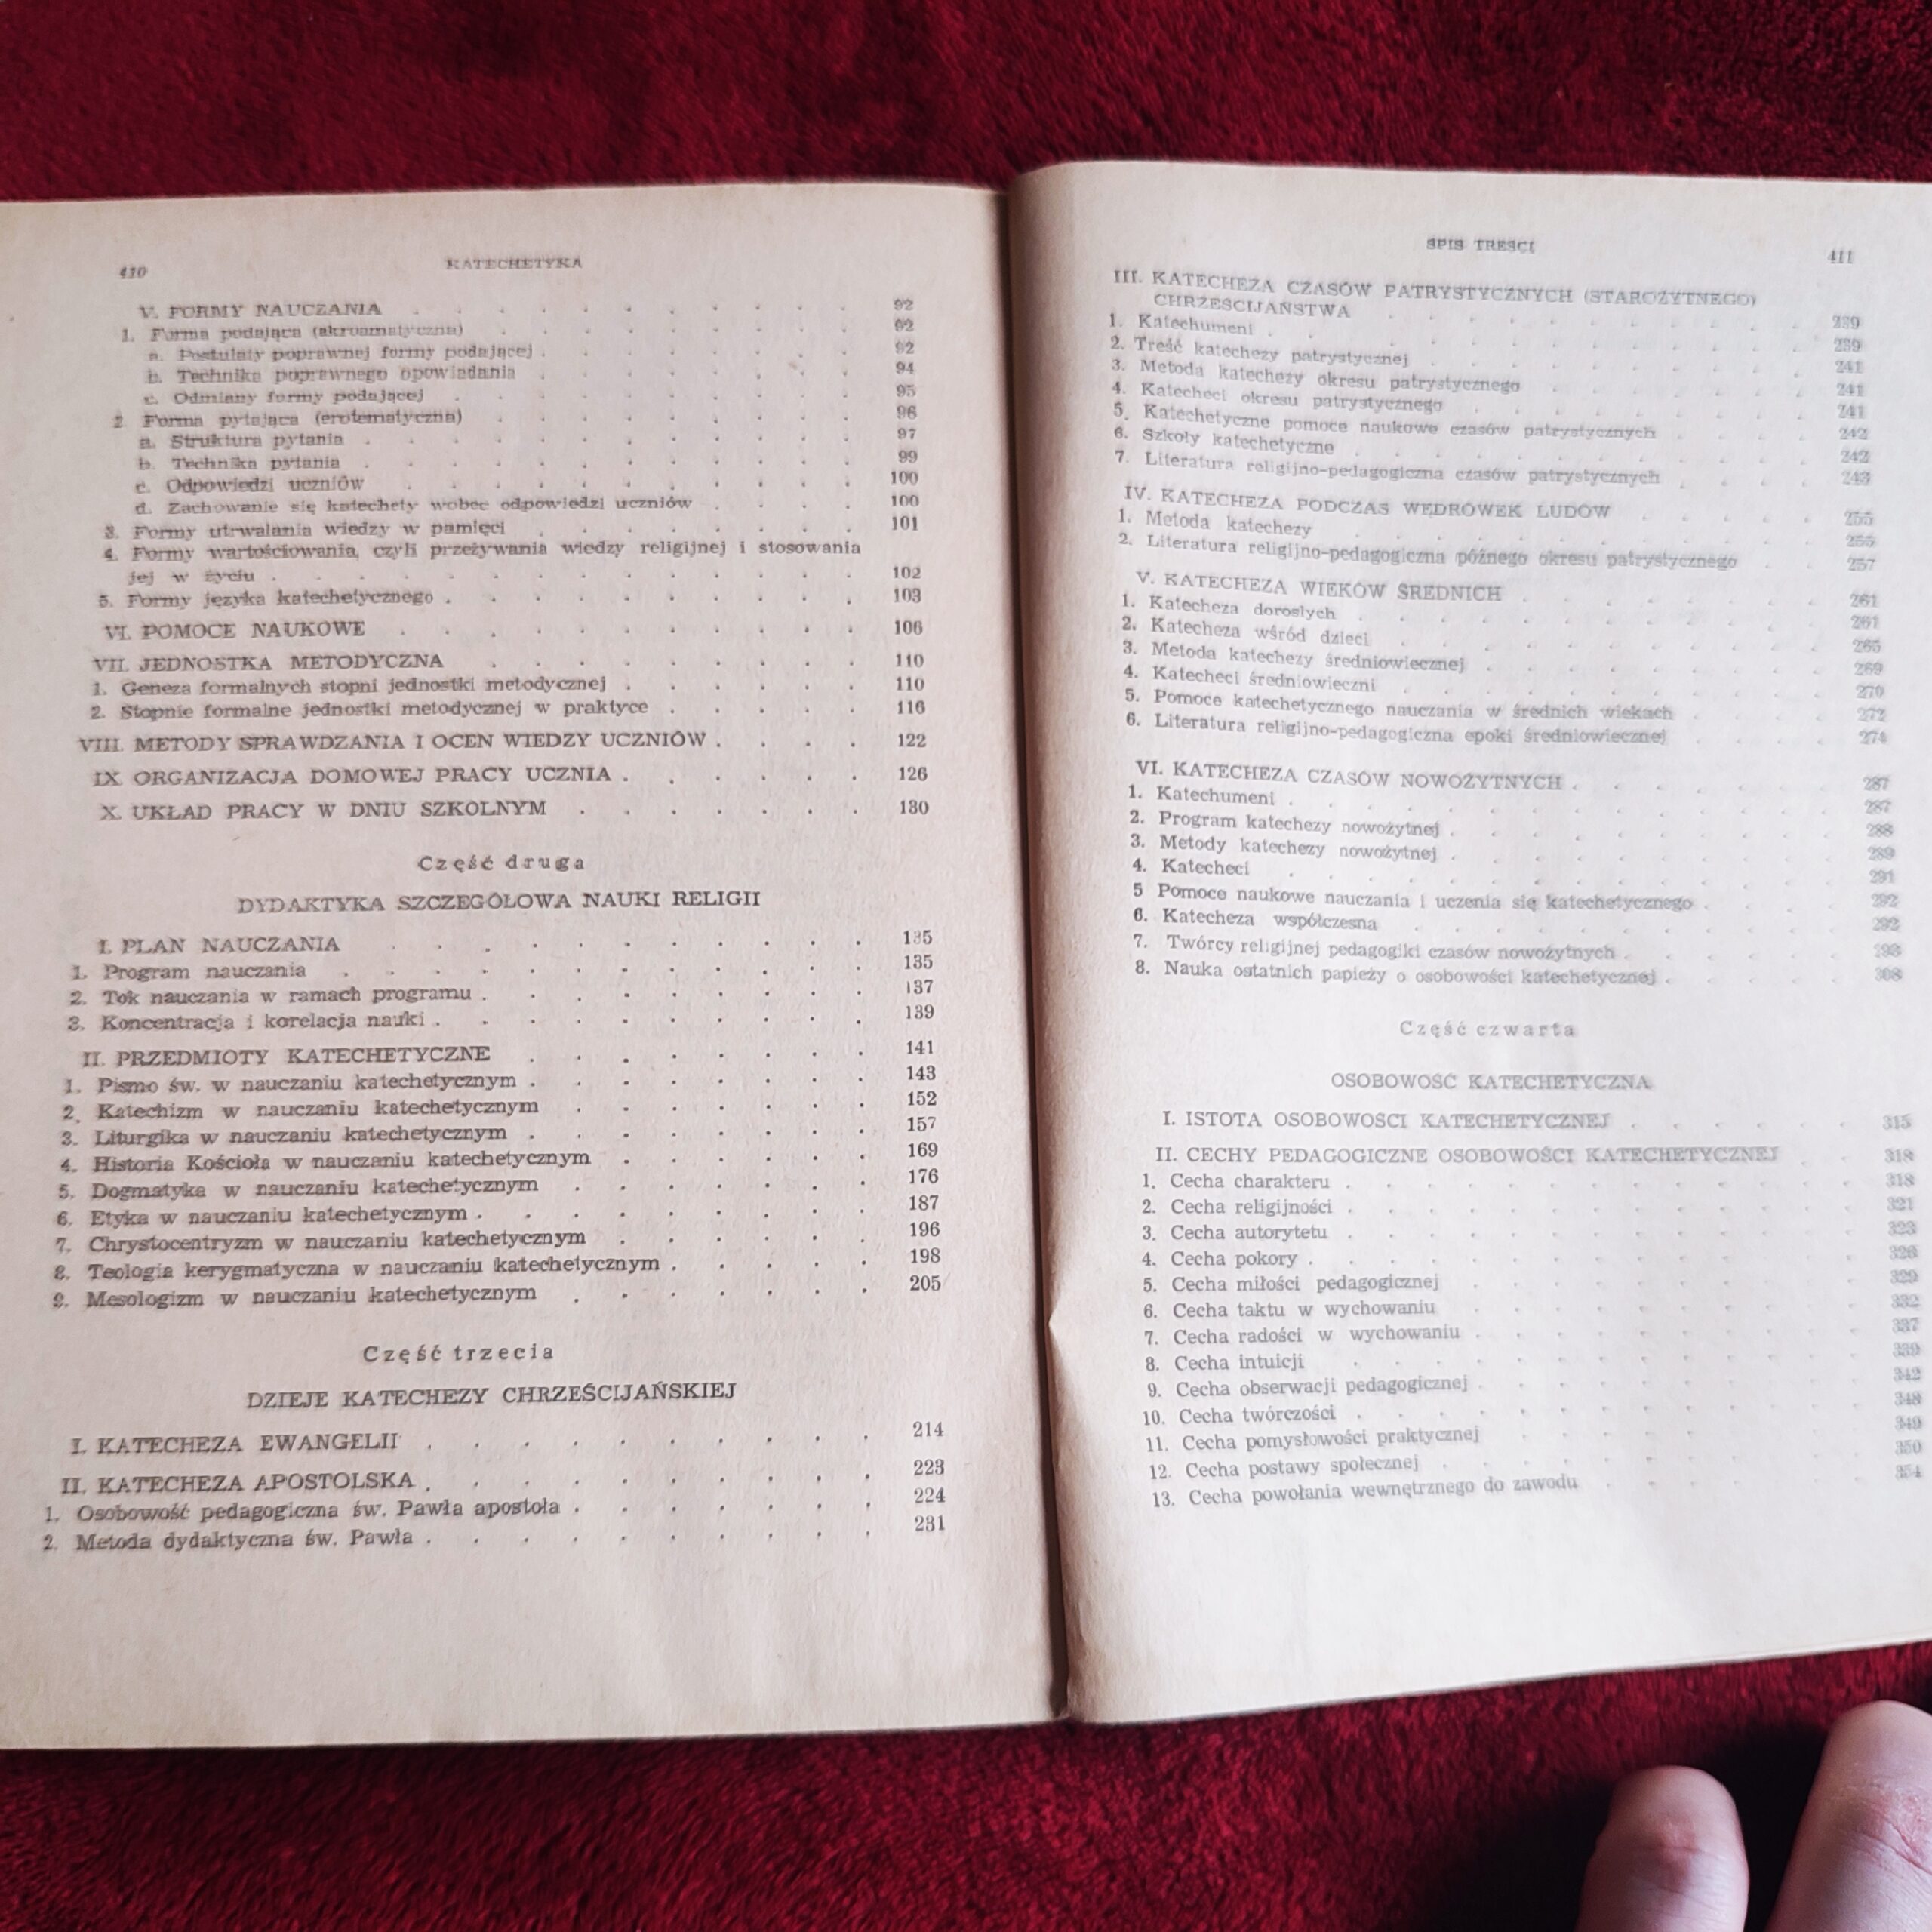 410 KATECHETYKA
V. FORMY NAUCZANIA . . . . . . . . . . 92
1. Forma podająca (akroamatyczna) . . . . . . . . 92
a. Postulaty poprawnej formy podającej . . . . . . . 92
b. Technika poprawnego opowiadania . . . . . . . 94
c. Odmiany formy podającej . . . . . . . . . 95
2. Forma pytająca (erotematyczna) . . . . . . . . 96
a. Struktura pytania . . . . . . . . . . . 97
b. Technika pytania . . . . . . . . . . . 99
c. Odpowiedzi uczniów . . . . . . . . . . 100
d. Zachowanie się katechety wobec odpowiedzi uczniów . . . . 100
3. Formy utrwalania wiedzy w pamięci . . . . . . . 101
4. Formy wartościowania, czyli przeżywania wiedzy religijnej i stosowania
jej w życiu . . . . . . . . . . . . . 102
5. Formy języka katechetycznego . . . . . . . . . 103
VI. POMOCE NAUKOWE . . . . . . . . . . 106
VII. JEDNOSTKA METODYCZNA . . . . . . . . . 110
1. Geneza formalnych stopni jednostki metodycznej . . . . . . 110
2. Stopnie formalne jednostki metodycznej w praktyce . . . . . 116
VIII. METODY SPRAWDZANIA I OCEN WIEDZY UCZNIÓW . . . . 122
IX. ORGANIZACJA DOMOWEJ PRACY UCZNIA . . . . . . 126
X. UKŁAD PRACY W DNIU SZKOLNYM . . . . . . . 130
Część druga
DYDAKTYKA SZCZEGÓŁOWA NAUKI RELIGII
I. PLAN NAUCZANIA . . . . . . . . . . 135
1. Program nauczania . . . . . . . . . . . 135
2. Tok nauczania w ramach programu . . . . . . . . 137
3. Koncentracja i korelacja nauki . . . . . . . . . 139
II. PRZEDMIOTY KATECHETYCZNE . . . . . . . . 141
1. Pismo św. w nauczaniu katechetycznym . . . . . . . . 143
2. Katechizm w nauczaniu katechetycznym . . . . . . . 152
3. Liturgika w nauczaniu katechetycznym . . . . . . . . 157
4. Historia Kościoła w nauczaniu katechetycznym . . . . . . 169
5. Dogmatyka w nauczaniu katechetycznym . . . . . . . 176
6. Etyka w nauczaniu katechetycznym . . . . . . . . . 187
7. Chrystocentryzm w nauczaniu katechetycznym . . . . . . 196
8. Teologia kerygmatyczna w nauczaniu katechetycznym . . . . . 198
9. Mesologizm w nauczaniu katechetycznym . . . . . . . 205
Część trzecia
DZIEJE KATECHEZY CHRZEŚCIJAŃSKIEJ
I. KATECHEZA EWANGELII . . . . . . . . . . 214
II. KATECHEZA APOSTOLSKA . . . . . . . . . . 223
1. Osobowość pedagogiczna św. Pawła apostoła . . . . . . . 224
2. Metoda dydaktyczna św. Pawła . . . . . . . . . . 231
SPIS TREŚCI 411
III. KATECHEZA CZASÓW PATRYSTYCZNYCH (STAROŻYTNEGO)
CHRZEŚCIJAŃSTWA . . . . . . . . . . . 239
1. Katechumeni . . . . . . . . . . . . . 239
2. Treść katechezy patrystycznej . . . . . . . . . . 241
3. Metoda katechezy okresu patrystycznego . . . . . . . 241
4. Katecheci okresu patrystycznego . . . . . . . . . 241
5. Katechetyczne pomoce naukowe czasów patrystycznych . . . . 242
6. Szkoły katechetyczne . . . . . . . . . . . . 242
7. Literatura religijno-pedagogiczna czasów patrystycznych . . . . 243
IV. KATECHEZA PODCZAS WĘDRÓWEK LUDÓW . . . . . 255
1. Metoda katechezy . . . . . . . . . . . . 255
2. Literatura religijno-pedagogiczna późnego okresu patrystycznego . . 257
V. KATECHEZA WIEKÓW ŚREDNICH . . . . . . . . 261
1. Katecheza dorosłych . . . . . . . . . . . . 261
2. Katecheza wśród dzieci . . . . . . . . . . . 265
3. Metoda katechezy średniowiecznej . . . . . . . . . 269
4. Katecheci średniowieczni . . . . . . . . . . . 270
5. Pomoce katechetycznego nauczania w średnich wiekach . . . . 272
6. Literatura religijno-pedagogiczna epoki średniowiecznej . . . . 274
VI. KATECHEZA CZASÓW NOWOŻYTNYCH . . . . . . . 287
1. Katechumeni . . . . . . . . . . . . . 287
2. Program katechezy nowożytnej . . . . . . . . . . 288
3. Metody katechezy nowożytnej . . . . . . . . . . 289
4. Katecheci . . . . . . . . . . . . . 291
5 Pomoce naukowe nauczania i uczenia się katechetycznego . . . . 292
6. Katecheza współczesna . . . . . . . . . . . 292
7. Twórcy religijnej pedagogiki czasów nowożytnych . . . . . . 293
8. Nauka ostatnich papieży o osobowości katechetycznej . . . . . 308
Część czwarta
OSOBOWOŚĆ KATECHETYCZNA
I. ISTOTA OSOBOWOŚCI KATECHETYCZNEJ . . . . . . 315
II. CECHY PEDAGOGICZNE OSOBOWOŚCI KATECHETYCZNEJ . . 318
1. Cecha charakteru . . . . . . . . . . . . 318
2. Cecha religijności . . . . . . . . . . . . 321
3. Cecha autorytetu . . . . . . . . . . . . 323
4. Cecha pokory . . . . . . . . . . . . . 326
5. Cecha miłości pedagogicznej . . . . . . . . . . 329
6. Cecha taktu w wychowaniu . . . . . . . . . . 332
7. Cecha radości w wychowaniu . . . . . . . . . . 337
8. Cecha intuicji . . . . . . . . . . . . . 339
9. Cecha obserwacji pedagogicznej . . . . . . . . . 342
10. Cecha twórczości . . . . . . . . . . . . 348
11. Cecha pomysłowości praktycznej . . . . . . . . . 349
12. Cecha postawy społecznej . . . . . . . . . . . 350
13. Cecha powołania wewnętrznego do zawodu . . . . . . . 354